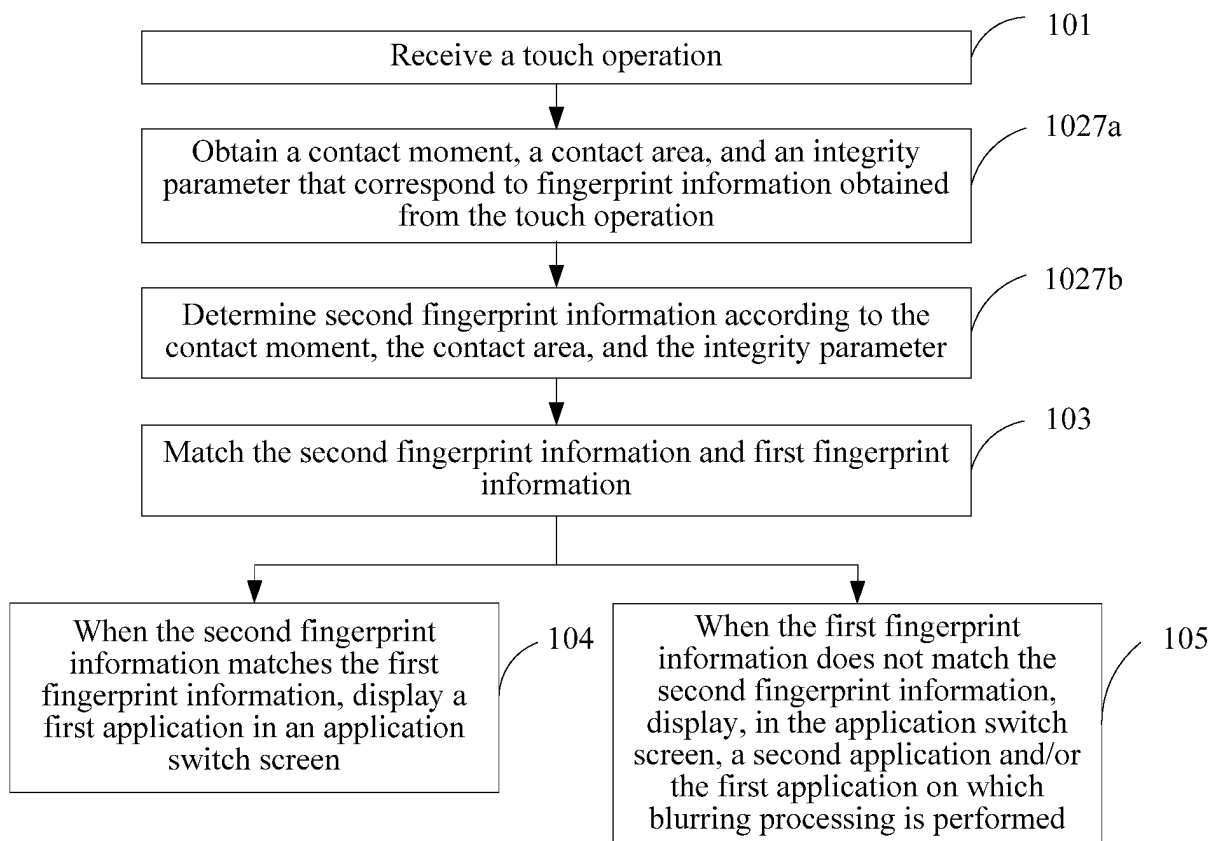 Receive a touch operation
101
Obtain a contact moment, a contact area, and an integrity
parameter that correspond to fingerprint information obtained
from the touch operation
1027a
Determine second fingerprint information according to the
contact moment, the contact area, and the integrity parameter
1027b
Match the second fingerprint information and first fingerprint
information
103
When the second fingerprint
information matches the first
fingerprint information, display a
first application in an application
switch screen
104
When the first fingerprint
information does not match the
second fingerprint information,
display, in the application switch
screen, a second application and/or
the first application on which
blurring processing is performed
105